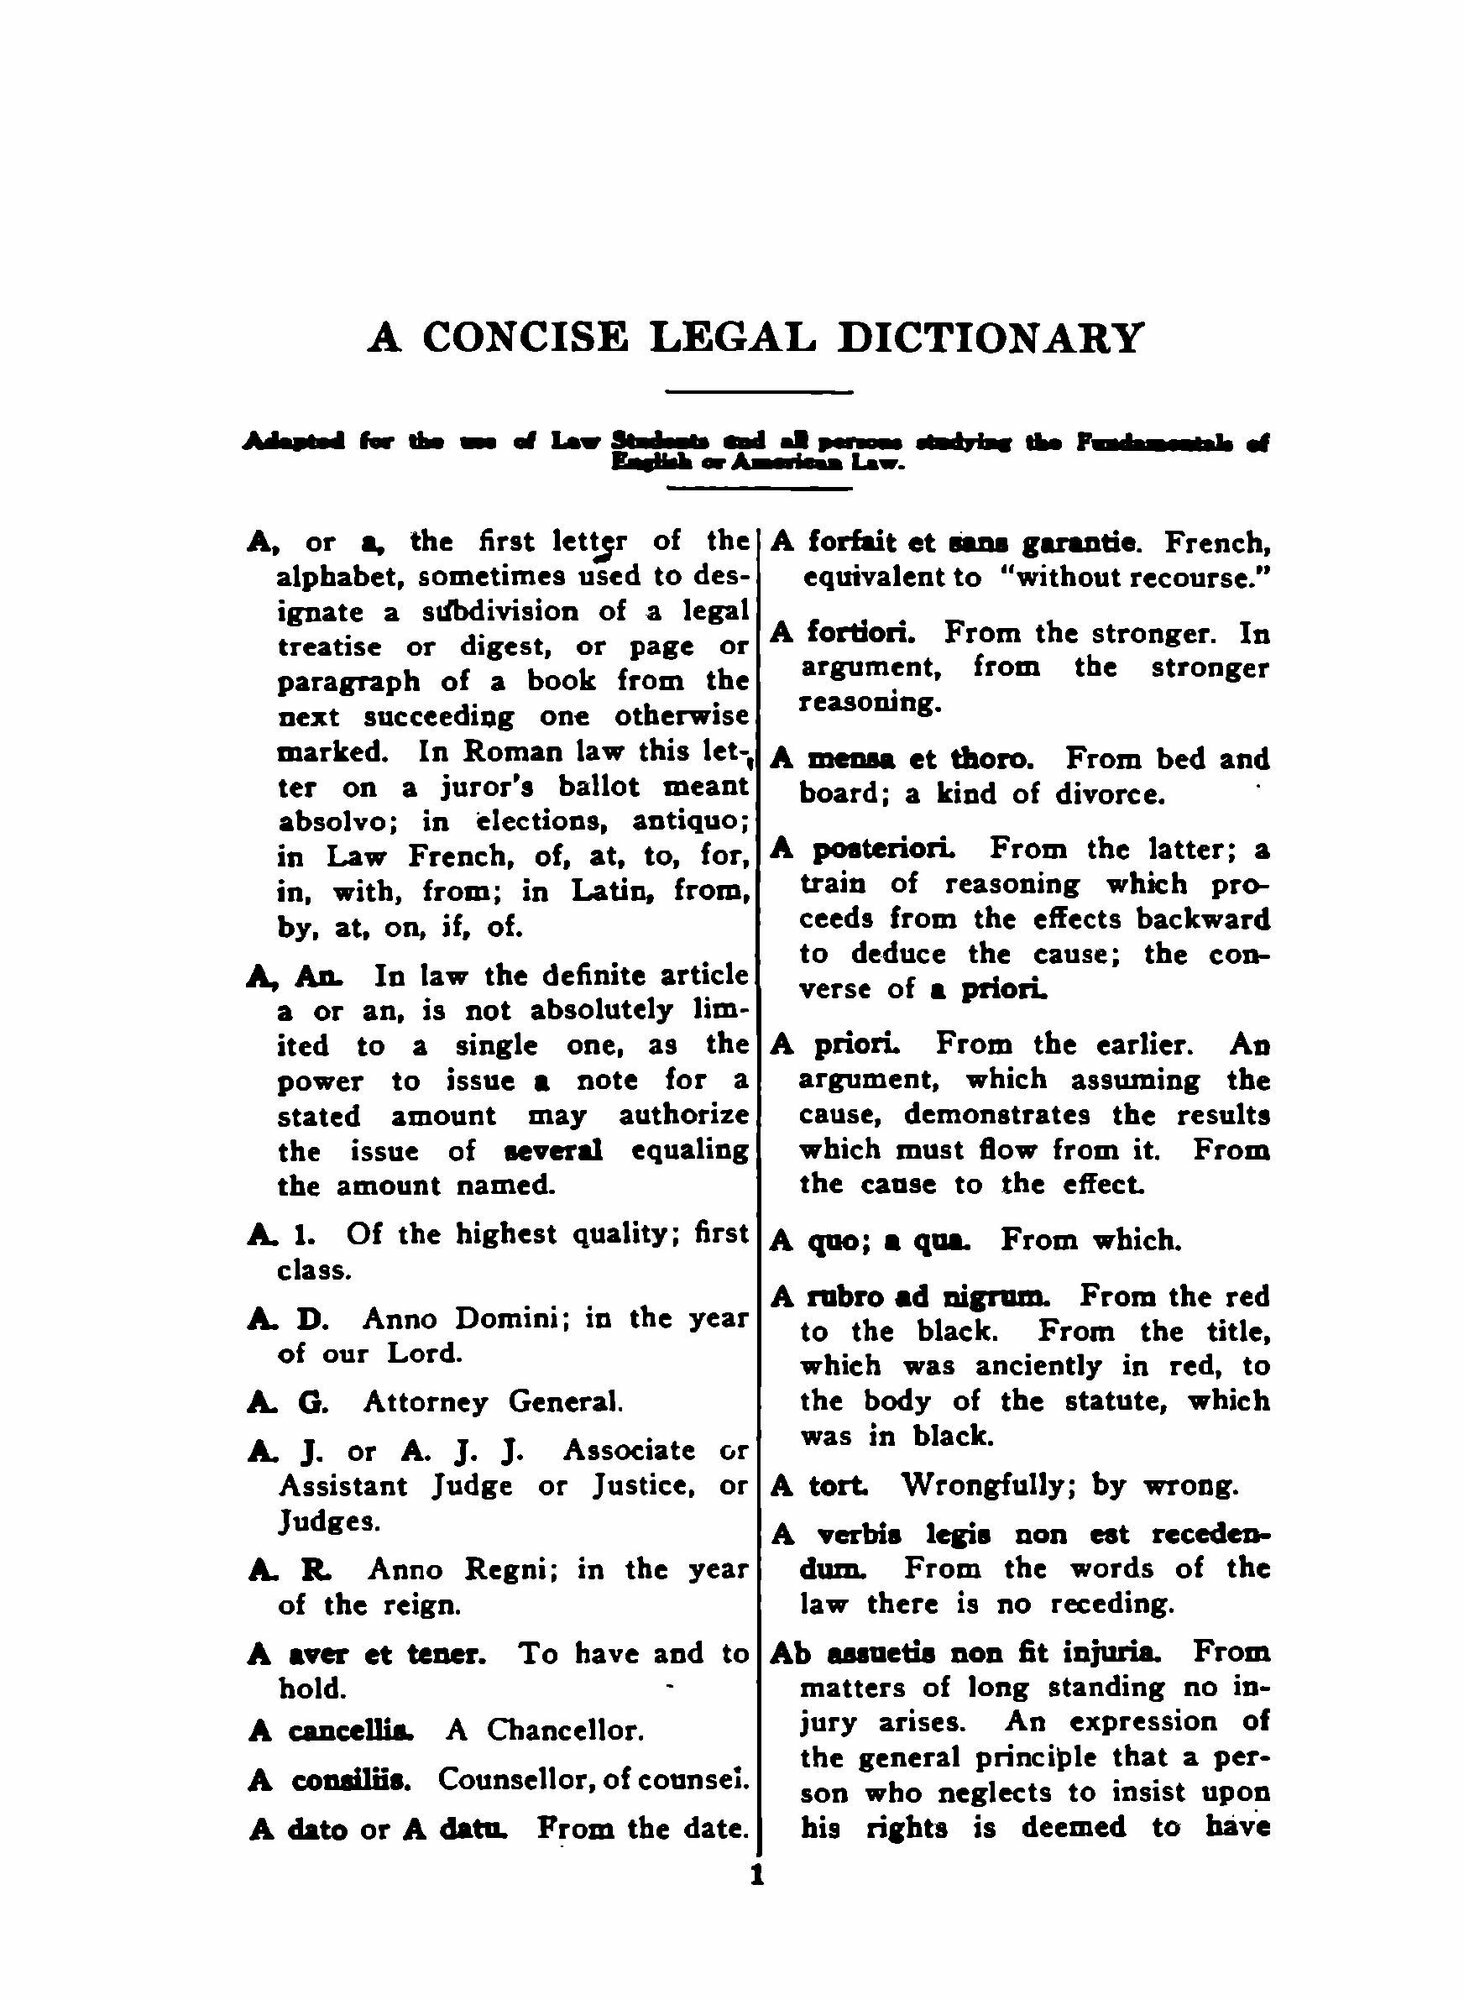 A CONCISE LEGAL DICTIONARY
Adapted for the use of Law Students and all persons studying the Fundamentals of
English or American Law.
A, or a, the first letter of the
alphabet, sometimes used to des-
ignate a subdivision of a legal
treatise or digest, or page or
paragraph of a book from the
next succeeding one otherwise
marked. In Roman law this let-
ter on a juror's ballot meant
absolvo; in elections, antiquo;
in Law French, of, at, to, for,
in, with, from; in Latin, from,
by, at, on, if, of.
A, An. In law the definite article
a or an, is not absolutely lim-
ited to a single one, as the
power to issue a note for a
stated amount may authorize
the issue of several equaling
the amount named.
A. 1. Of the highest quality; first
class.
A. D. Anno Domini; in the year
of our Lord.
A. G. Attorney General.
A. J. or A. J. J. Associate or
Assistant Judge or Justice, or
Judges.
A. R. Anno Regni; in the year
of the reign.
A aver et tener. To have and to
hold.
A cancellis. A Chancellor.
A consiliis. Counsellor, of counsel.
A dato or A datu. From the date.
A forfait et sans garantie. French,
equivalent to "without recourse."
A fortiori. From the stronger. In
argument, from the stronger
reasoning.
A mensa et thoro. From bed and
board; a kind of divorce.
A posteriori. From the latter; a
train of reasoning which pro-
ceeds from the effects backward
to deduce the cause; the con-
verse of a priori.
A priori. From the earlier. An
argument, which assuming the
cause, demonstrates the results
which must flow from it. From
the cause to the effect.
A quo; a qua. From which.
A rubro ad nigrum. From the red
to the black. From the title,
which was anciently in red, to
the body of the statute, which
was in black.
A tort. Wrongfully; by wrong.
A verbis legis non est receden-
dum. From the words of the
law there is no receding.
Ab assuetis non fit injuria. From
matters of long standing no in-
jury arises. An expression of
the general principle that a per-
son who neglects to insist upon
his rights is deemed to have
1